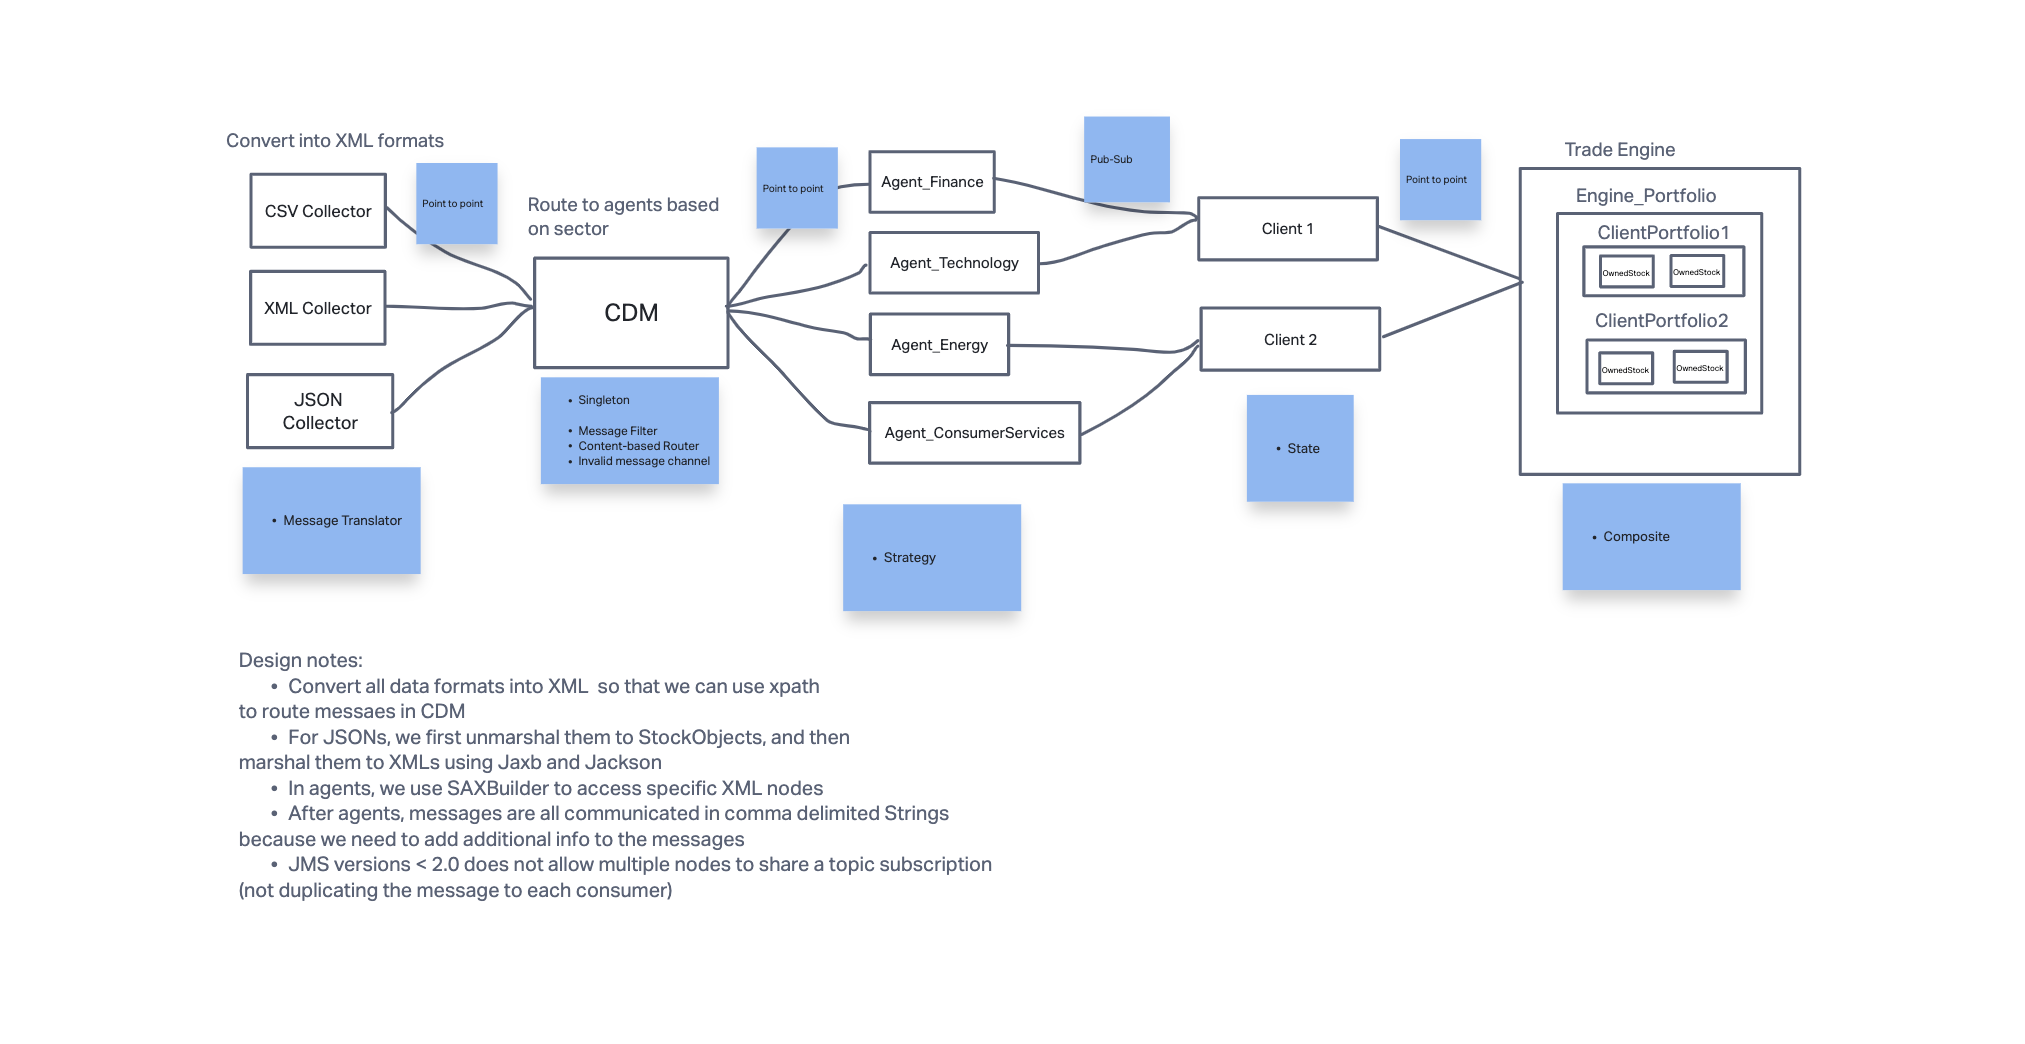 Convert into XML formats
CSV Collector
Point to point
XML Collector
JSON
Collector
• Message Translator
Route to agents based
on sector
CDM
• Singleton
• Message Filter
• Content-based Router
• Invalid message channel
Point to point
Agent_Finance
Agent_Technology
Agent_Energy
Agent_ConsumerServices
• Strategy
Pub-Sub
Client 1
Client 2
• State
Point to point
Trade Engine
Engine_Portfolio
ClientPortfolio1
OwnedStock
OwnedStock
ClientPortfolio2
OwnedStock
OwnedStock
• Composite
Design notes:
• Convert all data formats into XML  so that we can use xpath
to route messaes in CDM
• For JSONs, we first unmarshal them to StockObjects, and then
marshal them to XMLs using Jaxb and Jackson
• In agents, we use SAXBuilder to access specific XML nodes
• After agents, messages are all communicated in comma delimited Strings
because we need to add additional info to the messages
• JMS versions < 2.0 does not allow multiple nodes to share a topic subscription
(not duplicating the message to each consumer)